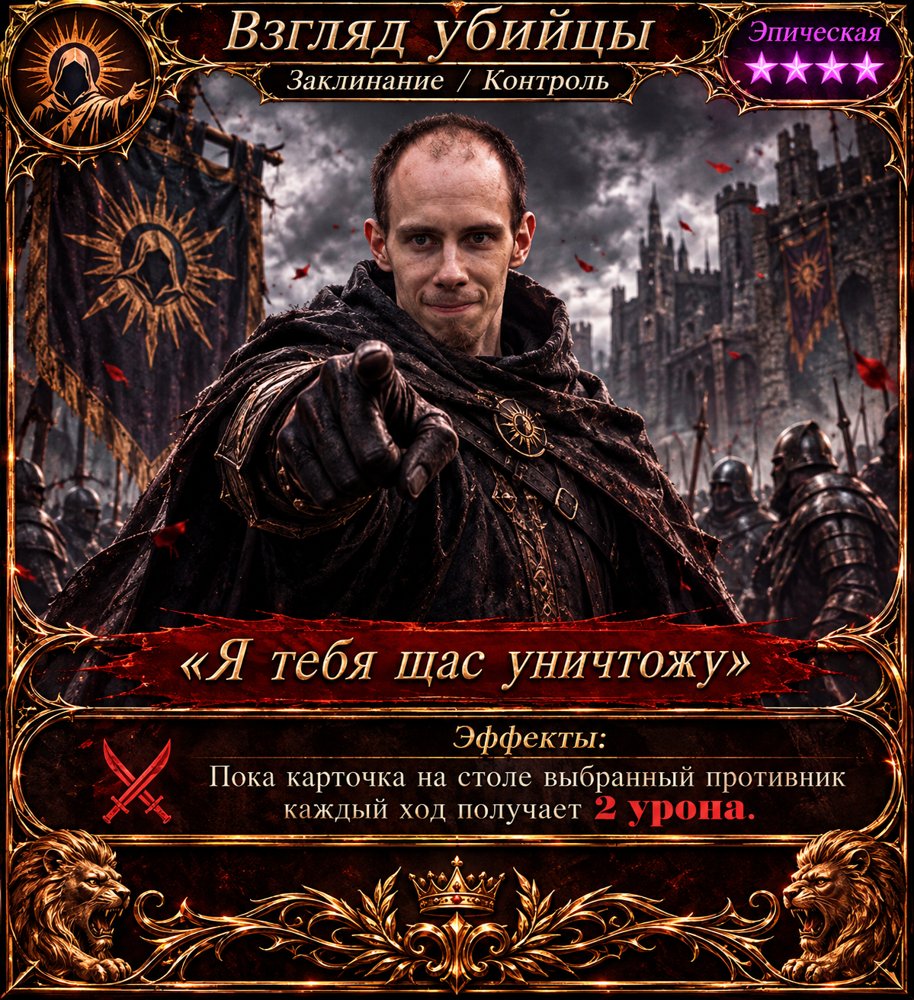 Взгляд убийцы
Эпическая
Заклинание / Контроль
«Я тебя щас уничтожу»
Эффекты:
Пока карточка на столе выбранный противник
каждый ход получает 2 урона.